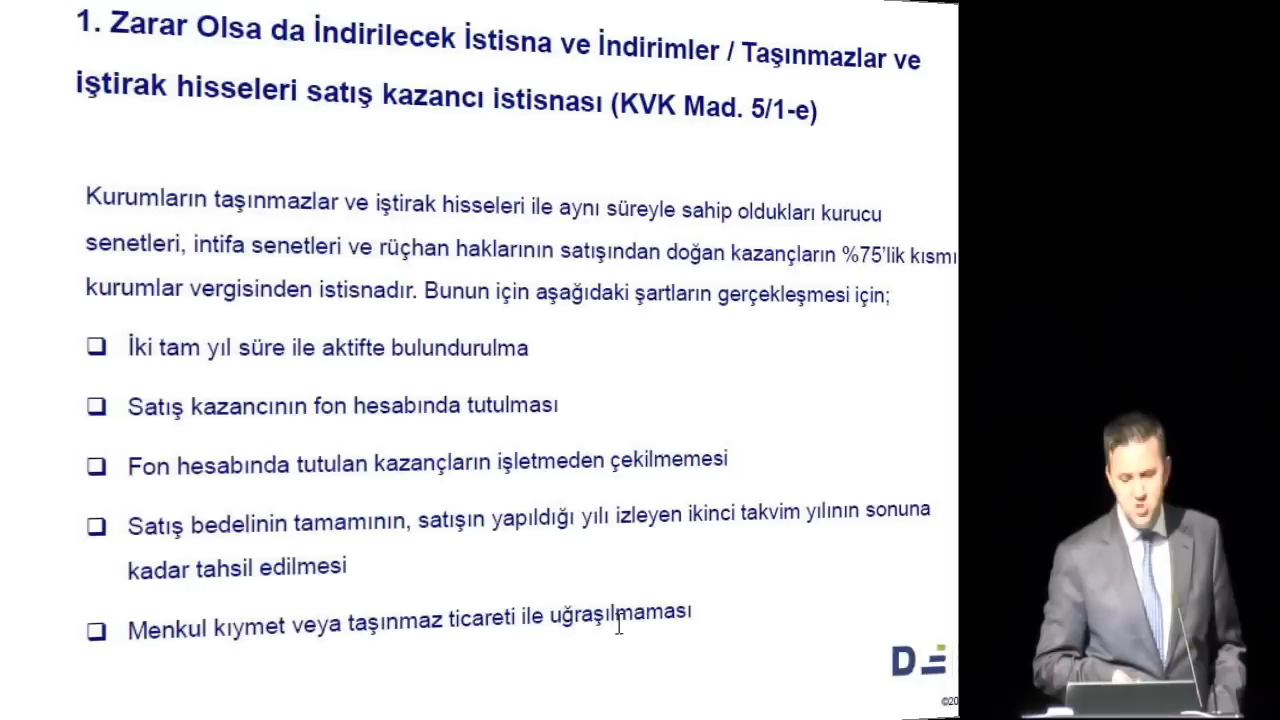 1. Zarar Olsa da İndirilecek İstisna ve İndirimler / Taşınmazlar ve
iştirak hisseleri satış kazancı istisnası (KVK Mad. 5/1-e)
Kurumların taşınmazlar ve iştirak hisseleri ile aynı süreyle sahip oldukları kurucu
senetleri, intifa senetleri ve rüçhan haklarının satışından doğan kazançların %75'lik kısmı
kurumlar vergisinden istisnadır. Bunun için aşağıdaki şartların gerçekleşmesi için;
İki tam yıl süre ile aktifte bulundurulma
Satış kazancının fon hesabında tutulması
Fon hesabında tutulan kazançların işletmeden çekilmemesi
Satış bedelinin tamamının, satışın yapıldığı yılı izleyen ikinci takvim yılının sonuna
kadar tahsil edilmesi
Menkul kıymet veya taşınmaz ticareti ile uğraşılmaması
©20